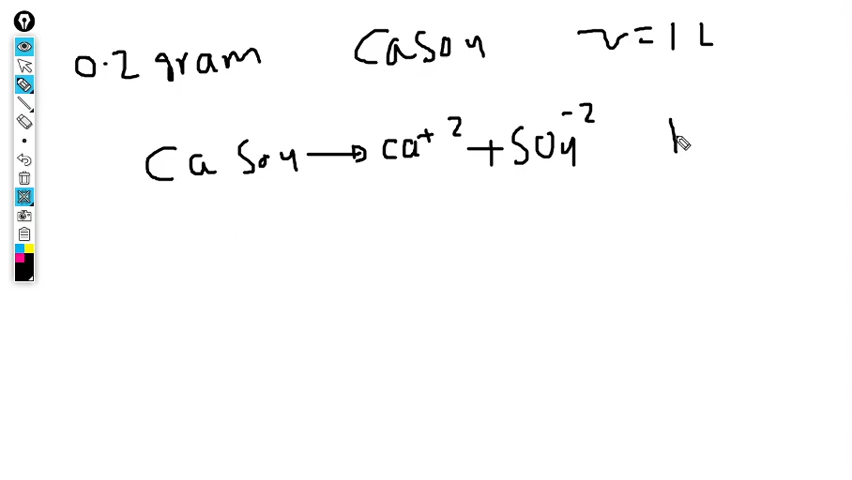 0.2 gram CaSO4 v = 1 L
CaSO4 → Ca+2 + SO4-2